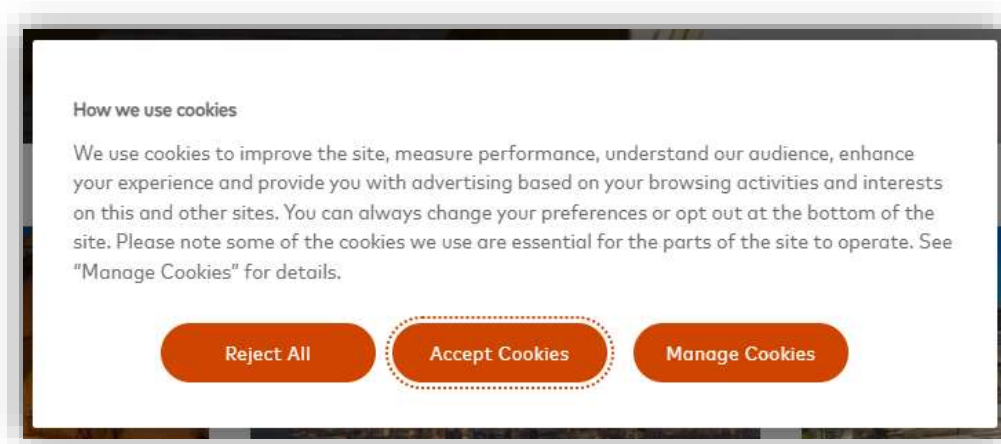 How we use cookies
We use cookies to improve the site, measure performance, understand our audience, enhance
your experience and provide you with advertising based on your browsing activities and interests
on this and other sites. You can always change your preferences or opt out at the bottom of the
site. Please note some of the cookies we use are essential for the parts of the site to operate. See
“Manage Cookies” for details.
Reject All
Accept Cookies
Manage Cookies